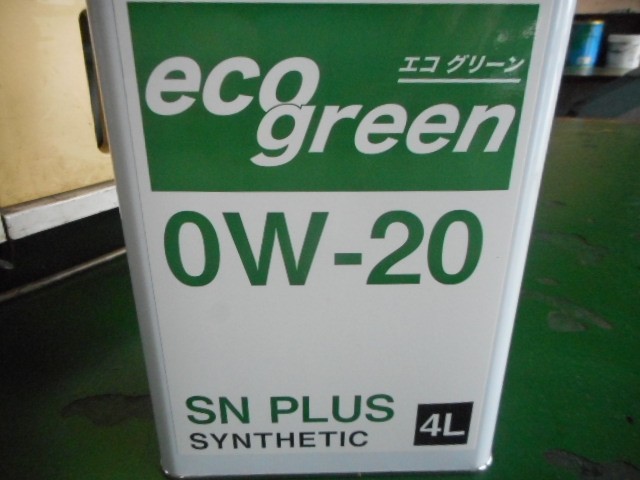 eco
green
エコ グリーン
0W-20
SN PLUS
SYNTHETIC
4L